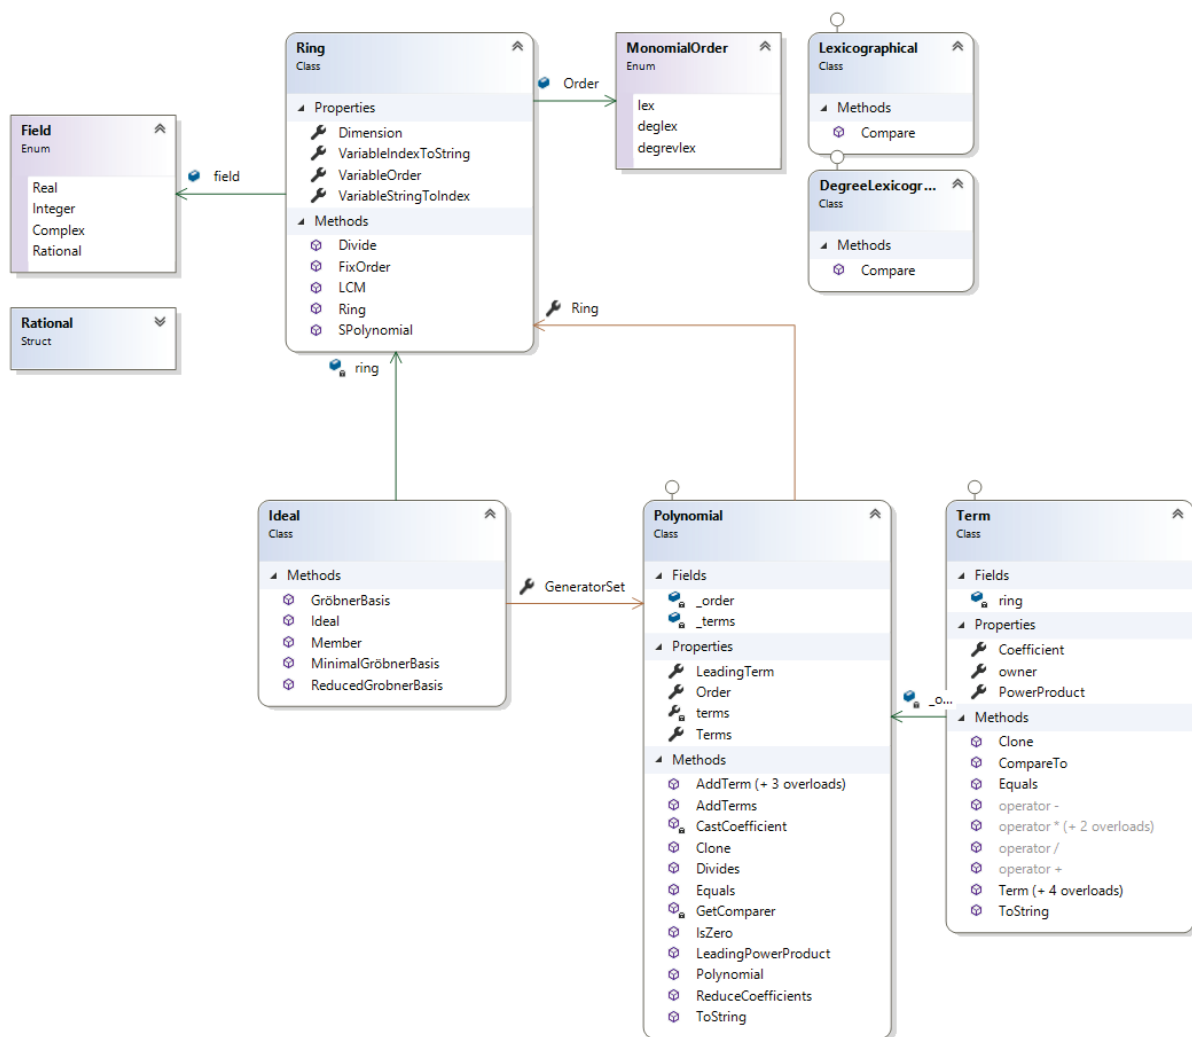 Ring
Class
Properties
Dimension
VariableIndexToString
VariableOrder
VariableStringToIndex
Methods
Divide
FixOrder
LCM
Ring
SPolynomial
Order
MonomialOrder
Enum
lex
deglex
degrevlex
Lexicographical
Class
Methods
Compare
DegreeLexicogr...
Class
Methods
Compare
Field
Enum
Real
Integer
Complex
Rational
field
Rational
Struct
Ring
ring
Ideal
Class
Methods
GröbnerBasis
Ideal
Member
MinimalGröbnerBasis
ReducedGrobnerBasis
GeneratorSet
Polynomial
Class
Fields
_order
_terms
Properties
LeadingTerm
Order
terms
Terms
Methods
AddTerm (+ 3 overloads)
AddTerms
CastCoefficient
Clone
Divides
Equals
GetComparer
IsZero
LeadingPowerProduct
Polynomial
ReduceCoefficients
ToString
_o...
Term
Class
Fields
ring
Properties
Coefficient
owner
PowerProduct
Methods
Clone
CompareTo
Equals
operator -
operator * (+ 2 overloads)
operator /
operator +
Term (+ 4 overloads)
ToString